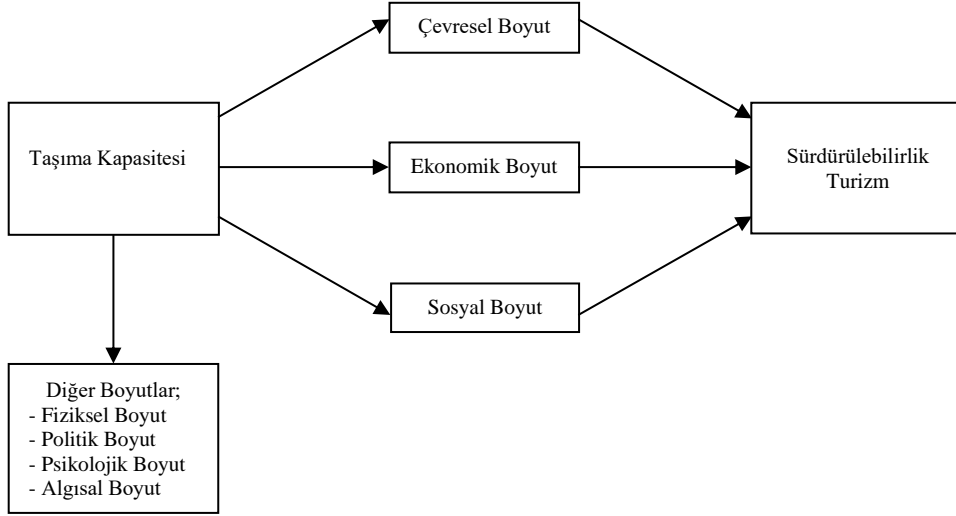 Çevresel Boyut
Taşıma Kapasitesi
Ekonomik Boyut
Sürdürülebilirlik
Turizm
Sosyal Boyut
Diğer Boyutlar;
- Fiziksel Boyut
- Politik Boyut
- Psikolojik Boyut
- Algısal Boyut